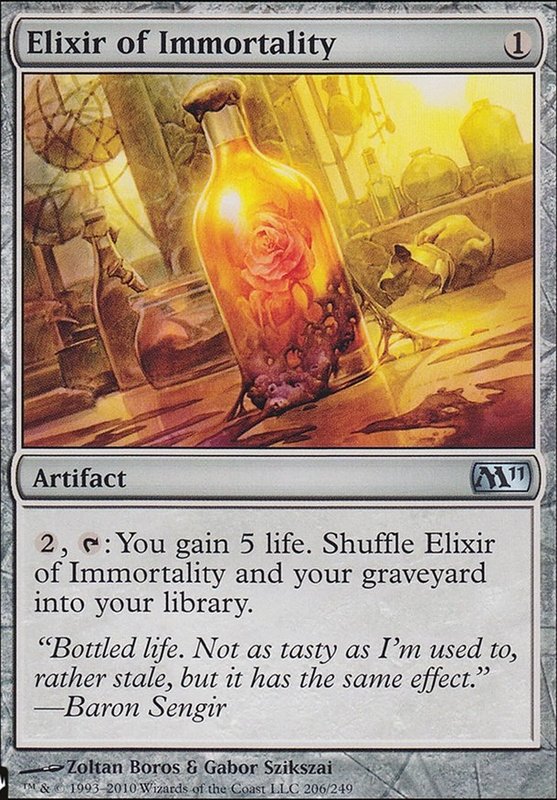 Elixir of Immortality 1
Artifact M11
2, : You gain 5 life. Shuffle Elixir
of Immortality and your graveyard
into your library.
“Bottled life. Not as tasty as I’m used to,
rather stale, but it has the same effect.”
—Baron Sengir
Zoltan Boros & Gabor Szikszai
™ & © 1993–2010 Wizards of the Coast LLC 206/249